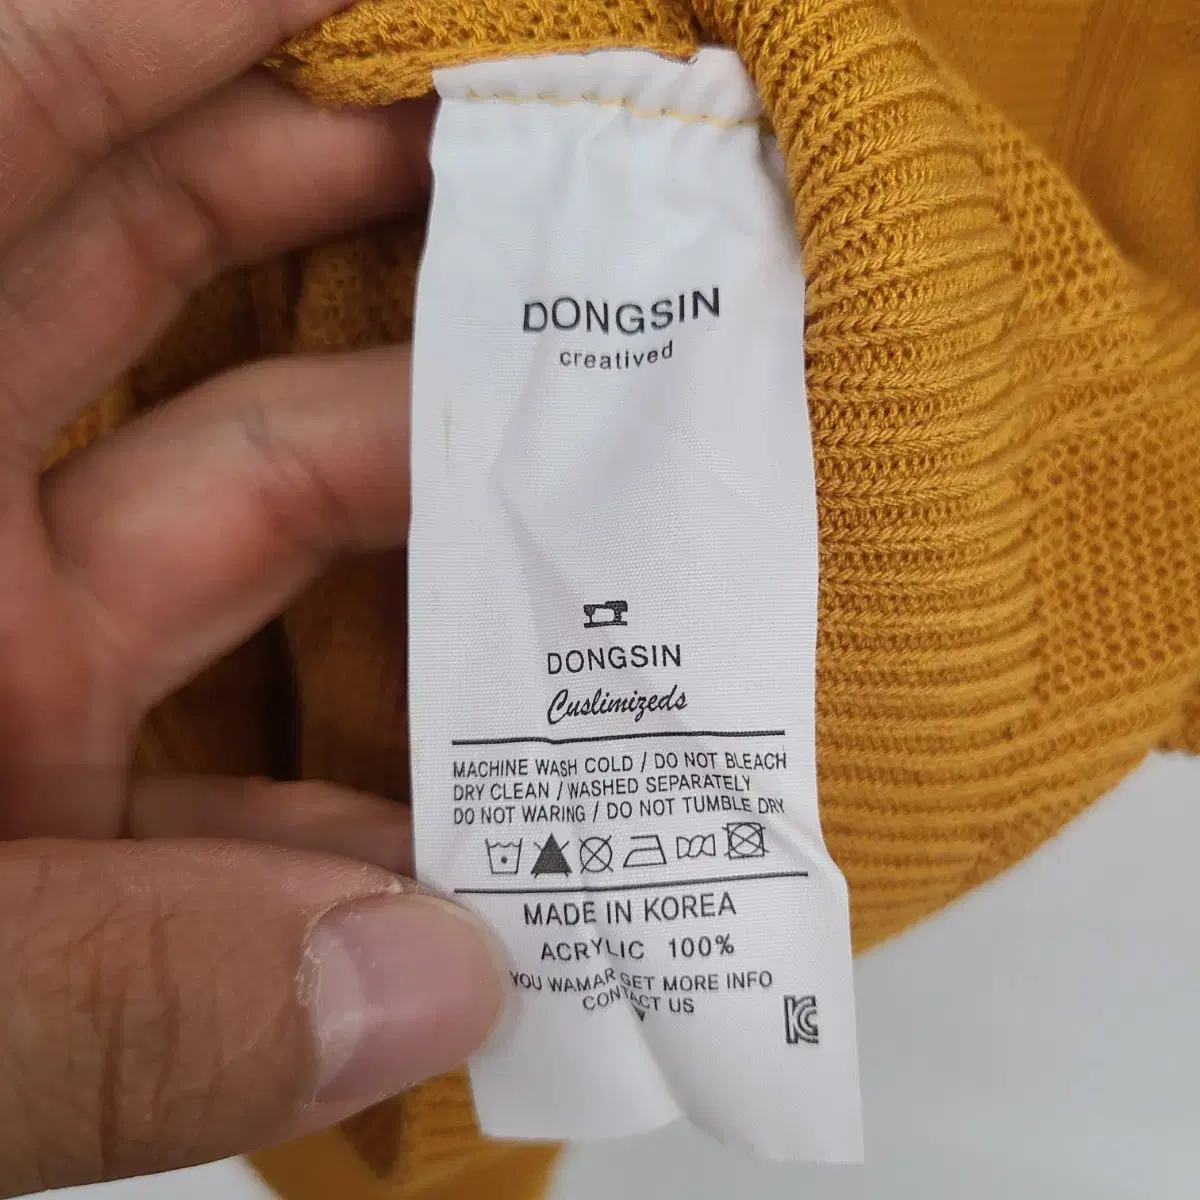 DONGSIN
creatived
DONGSIN
Cuslimizeds
MACHINE WASH COLD / DO NOT BLEACH
DRY CLEAN / WASHED SEPARATELY
DO NOT WARING / DO NOT TUMBLE DRY
MADE IN KOREA
ACRYLIC 100%
YOU WAMAR GET MORE INFO
CONTACT US
KC